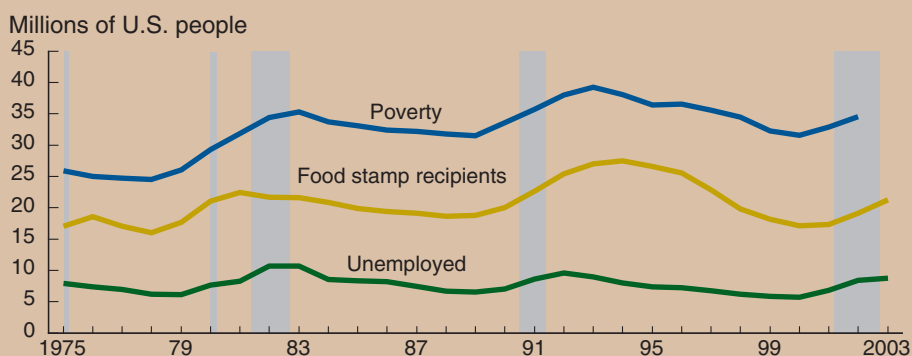 Millions of U.S. people
45
40
35
30
25
20
15
10
5
0
Poverty
Food stamp recipients
Unemployed
1975 79 83 87 91 95 99 2003